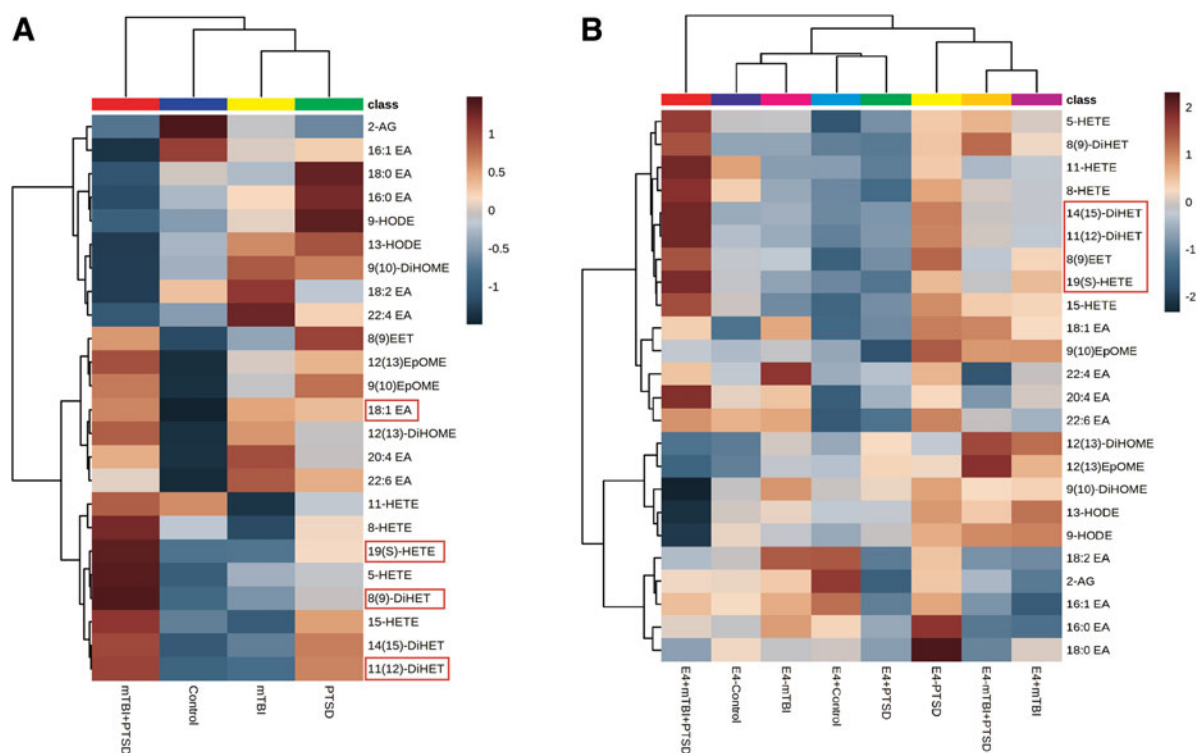 A
class
2-AG
16:1 EA
18:0 EA
16:0 EA
9-HODE
13-HODE
9(10)-DiHOME
18:2 EA
22:4 EA
8(9)EET
12(13)EpOME
9(10)EpOME
18:1 EA
12(13)-DiHOME
20:4 EA
22:6 EA
11-HETE
8-HETE
19(S)-HETE
5-HETE
8(9)-DiHET
15-HETE
14(15)-DiHET
11(12)-DiHET
mTBI+PTSD
Control
mTBI
PTSD
1
0.5
0
-0.5
-1
B
class
5-HETE
8(9)-DiHET
11-HETE
8-HETE
14(15)-DiHET
11(12)-DiHET
8(9)EET
19(S)-HETE
15-HETE
18:1 EA
9(10)EpOME
22:4 EA
20:4 EA
22:6 EA
12(13)-DiHOME
12(13)EpOME
9(10)-DiHOME
13-HODE
9-HODE
18:2 EA
2-AG
16:1 EA
16:0 EA
18:0 EA
E4+mTBI+PTSD
E4-Control
E4-mTBI
E4+Control
E4+PTSD
E4-PTSD
E4-mTBI+PTSD
E4+mTBI
2
1
0
-1
-2